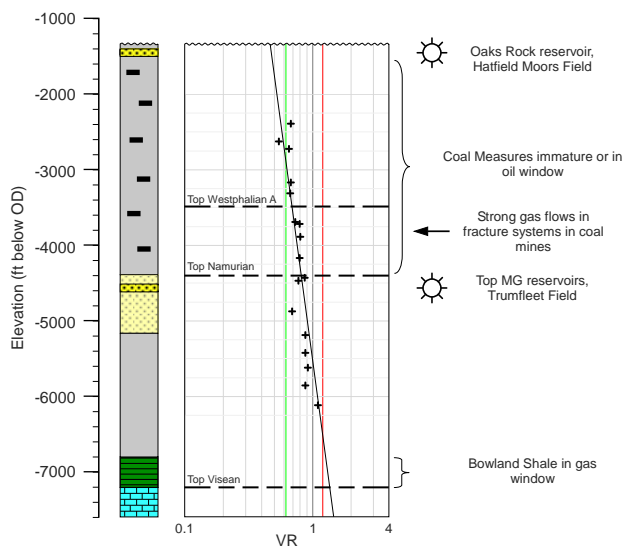 -1000
-2000
-3000
-4000
-5000
-6000
-7000
Elevation (ft below OD)
Top Westphalian A
Top Namurian
Top Visean
0.1
1
4
VR
Oaks Rock reservoir,
Hatfield Moors Field
Coal Measures immature or in
oil window
Strong gas flows in
fracture systems in coal
mines
Top MG reservoirs,
Trumfleet Field
Bowland Shale in gas
window